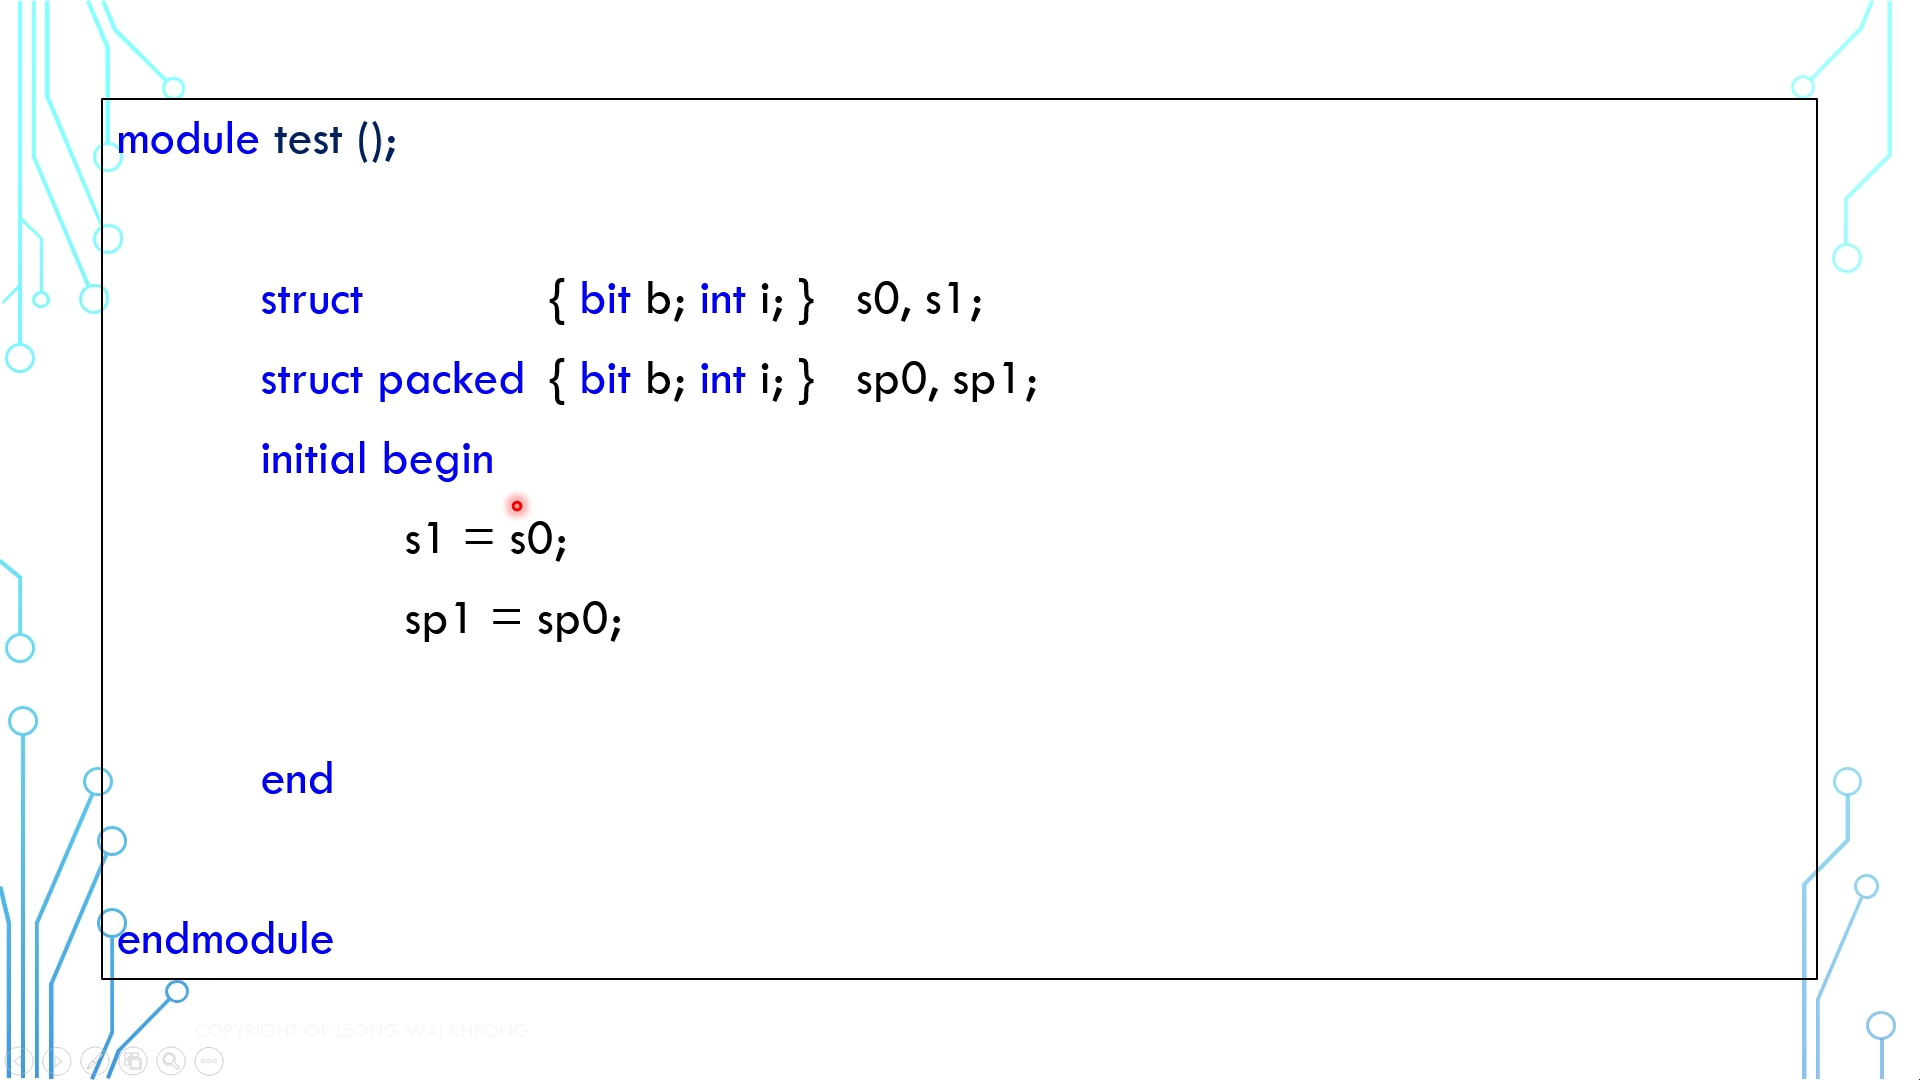 module test ();
struct { bit b; int i; } s0, s1;
struct packed { bit b; int i; } sp0, sp1;
initial begin
s1 = s0;
sp1 = sp0;
end
endmodule
COPYRIGHT OF LEONG WAI KHEONG